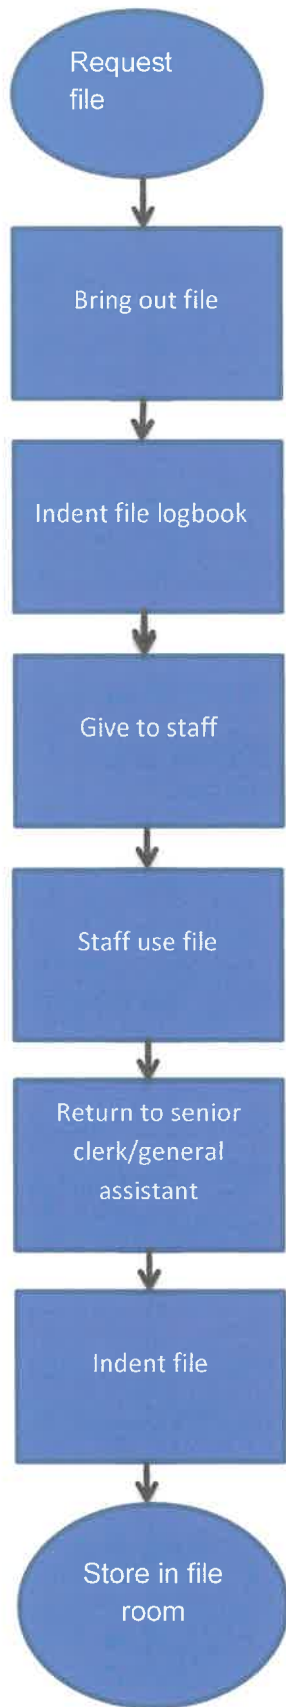 Request
file
Bring out file
Indent file logbook
Give to staff
Staff use file
Return to senior
clerk/general
assistant
Indent file
Store in file
room